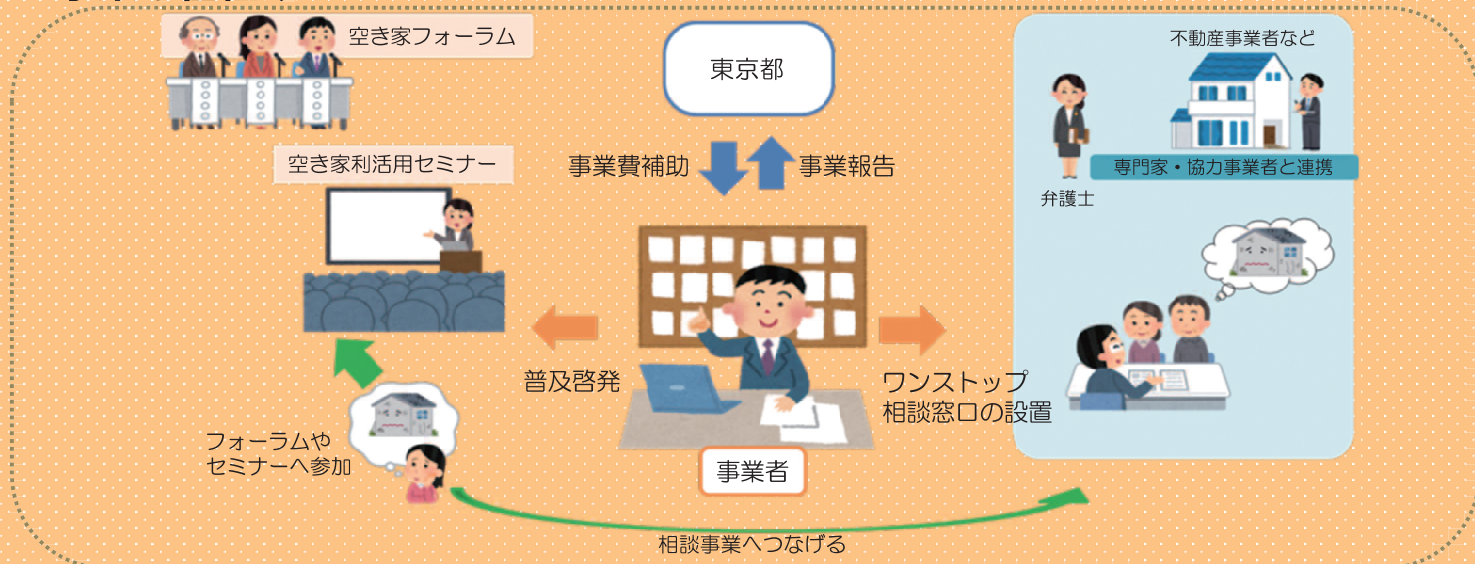 空き家フォーラム
東京都
不動産事業者など
空き家利活用セミナー
事業費補助
事業報告
専門家・協力事業者と連携
弁護士
普及啓発
ワンストップ
相談窓口の設置
フォーラムや
セミナーへ参加
事業者
相談事業へつなげる